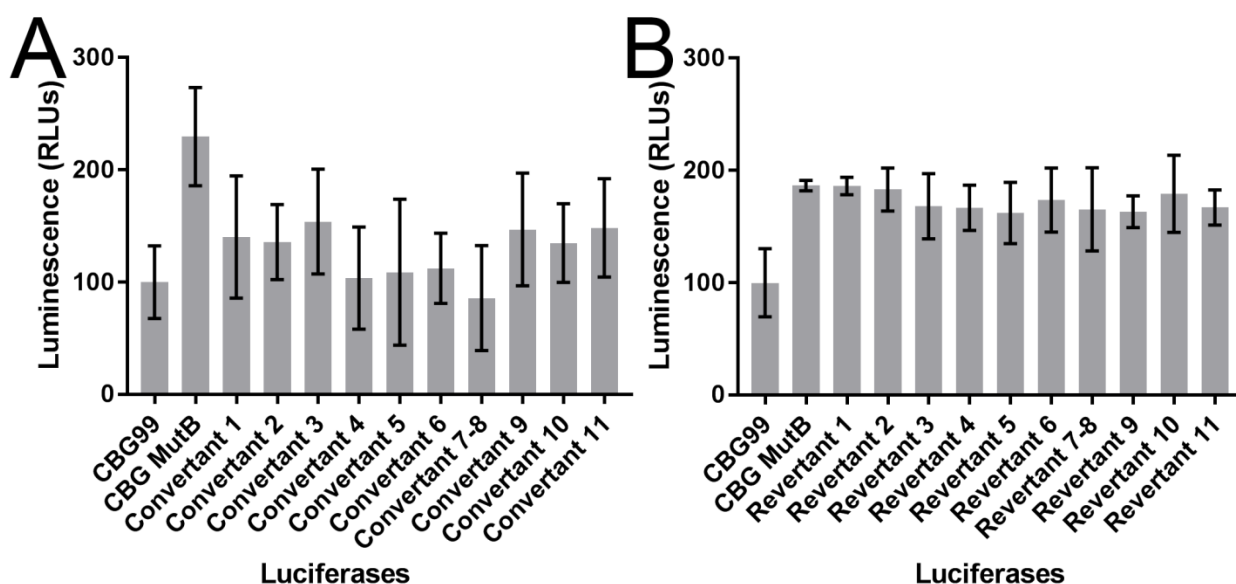 A
Luminescence (RLUs)
300
200
100
0
CBG99
CBG MutB
Convertant 1
Convertant 2
Convertant 3
Convertant 4
Convertant 5
Convertant 6
Convertant 7-8
Convertant 9
Convertant 10
Convertant 11
Luciferases
B
Luminescence (RLUs)
300
200
100
0
CBG99
CBG MutB
Revertant 1
Revertant 2
Revertant 3
Revertant 4
Revertant 5
Revertant 6
Revertant 7-8
Revertant 9
Revertant 10
Revertant 11
Luciferases